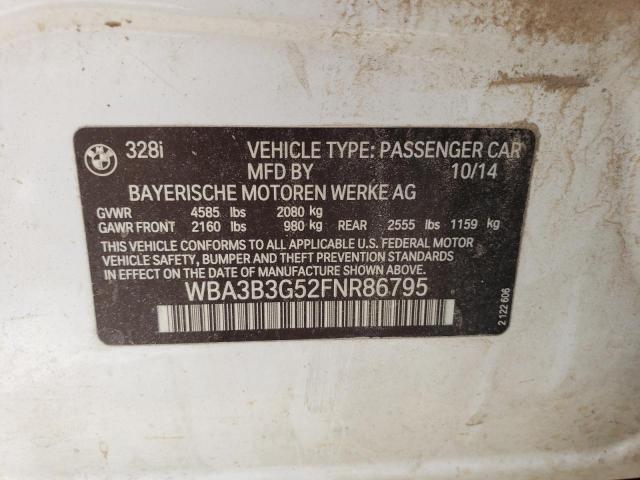 BMW
328i VEHICLE TYPE: PASSENGER CAR
MFD BY 10/14
BAYERISCHE MOTOREN WERKE AG
GVWR 4585 lbs 2080 kg
GAWR FRONT 2160 lbs 980 kg REAR 2555 lbs 1159 kg
THIS VEHICLE CONFORMS TO ALL APPLICABLE U.S. FEDERAL MOTOR
VEHICLE SAFETY, BUMPER AND THEFT PREVENTION STANDARDS
IN EFFECT ON THE DATE OF MANUFACTURE SHOWN ABOVE.
WBA3B3G52FNR86795
2 122 606